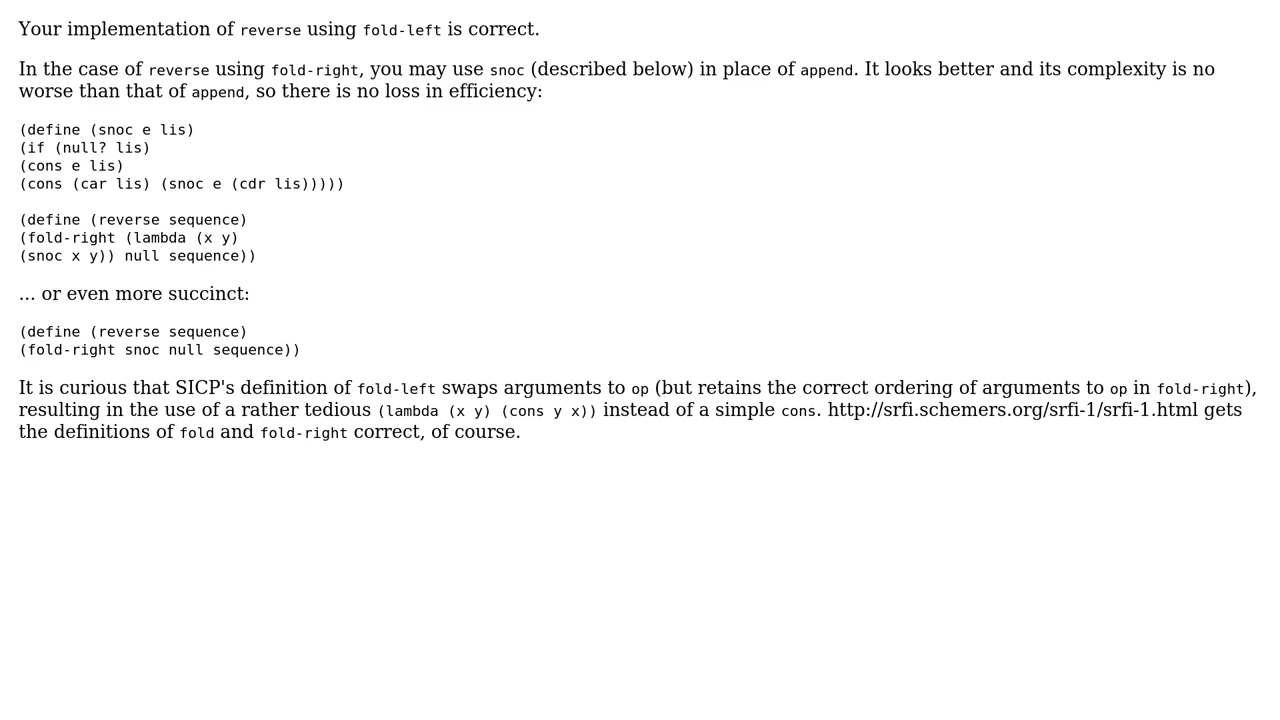 Your implementation of reverse using fold-left is correct.
In the case of reverse using fold-right, you may use snoc (described below) in place of append. It looks better and its complexity is no
worse than that of append, so there is no loss in efficiency:
(define (snoc e lis)
(if (null? lis)
(cons e lis)
(cons (car lis) (snoc e (cdr lis)))))
(define (reverse sequence)
(fold-right (lambda (x y)
(snoc x y)) null sequence))
... or even more succinct:
(define (reverse sequence)
(fold-right snoc null sequence))
It is curious that SICP's definition of fold-left swaps arguments to op (but retains the correct ordering of arguments to op in fold-right),
resulting in the use of a rather tedious (lambda (x y) (cons y x)) instead of a simple cons. http://srfi.schemers.org/srfi-1/srfi-1.html gets
the definitions of fold and fold-right correct, of course.